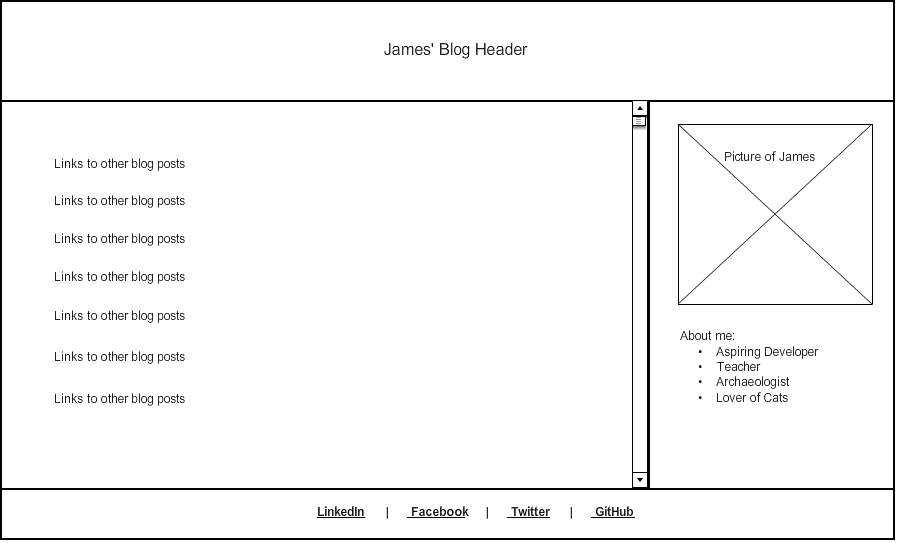 James' Blog Header
Links to other blog posts
Links to other blog posts
Links to other blog posts
Links to other blog posts
Links to other blog posts
Links to other blog posts
Links to other blog posts
Picture of James
About me:
• Aspiring Developer
• Teacher
• Archaeologist
• Lover of Cats
LinkedIn | Facebook | Twitter | GitHub